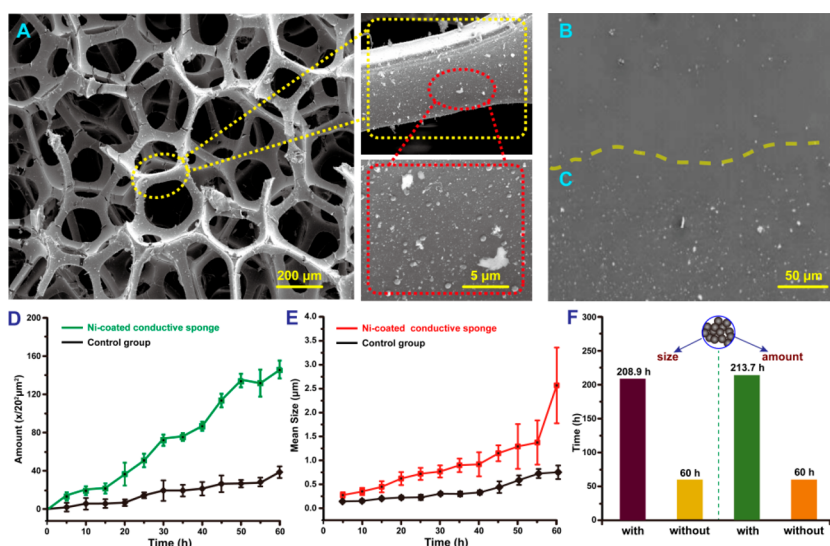 A
200 µm
5 µm
B
C
50 µm
D
Ni-coated conductive sponge
Control group
Amount (x/20³µm²)
200
160
120
80
40
0
0 10 20 30 40 50 60
Time (h)
E
Ni-coated conductive sponge
Control group
Mean Size (µm)
4.0
3.5
3.0
2.5
2.0
1.5
1.0
0.5
0.0
0 10 20 30 40 50 60
Time (h)
F
size
amount
208.9 h
213.7 h
60 h
60 h
Time (h)
300
250
200
150
100
50
0
with without with without